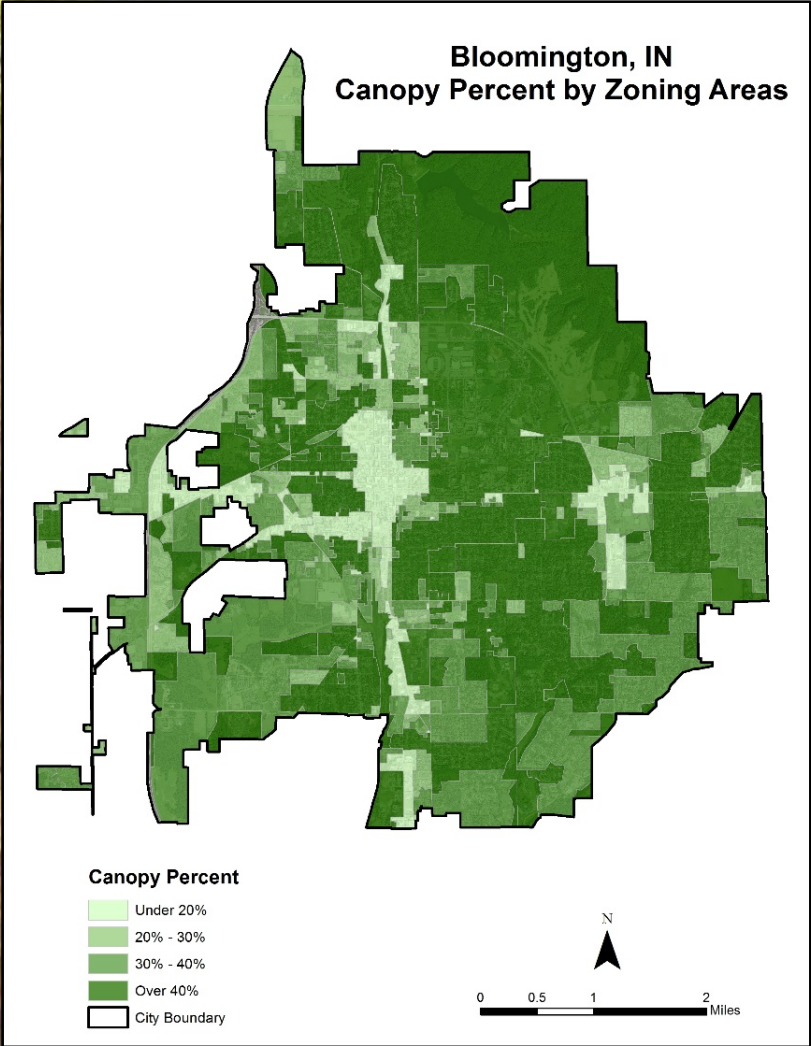 Bloomington, IN
Canopy Percent by Zoning Areas
Canopy Percent
Under 20%
20% - 30%
30% - 40%
Over 40%
City Boundary
N
0 0.5 1 2
Miles